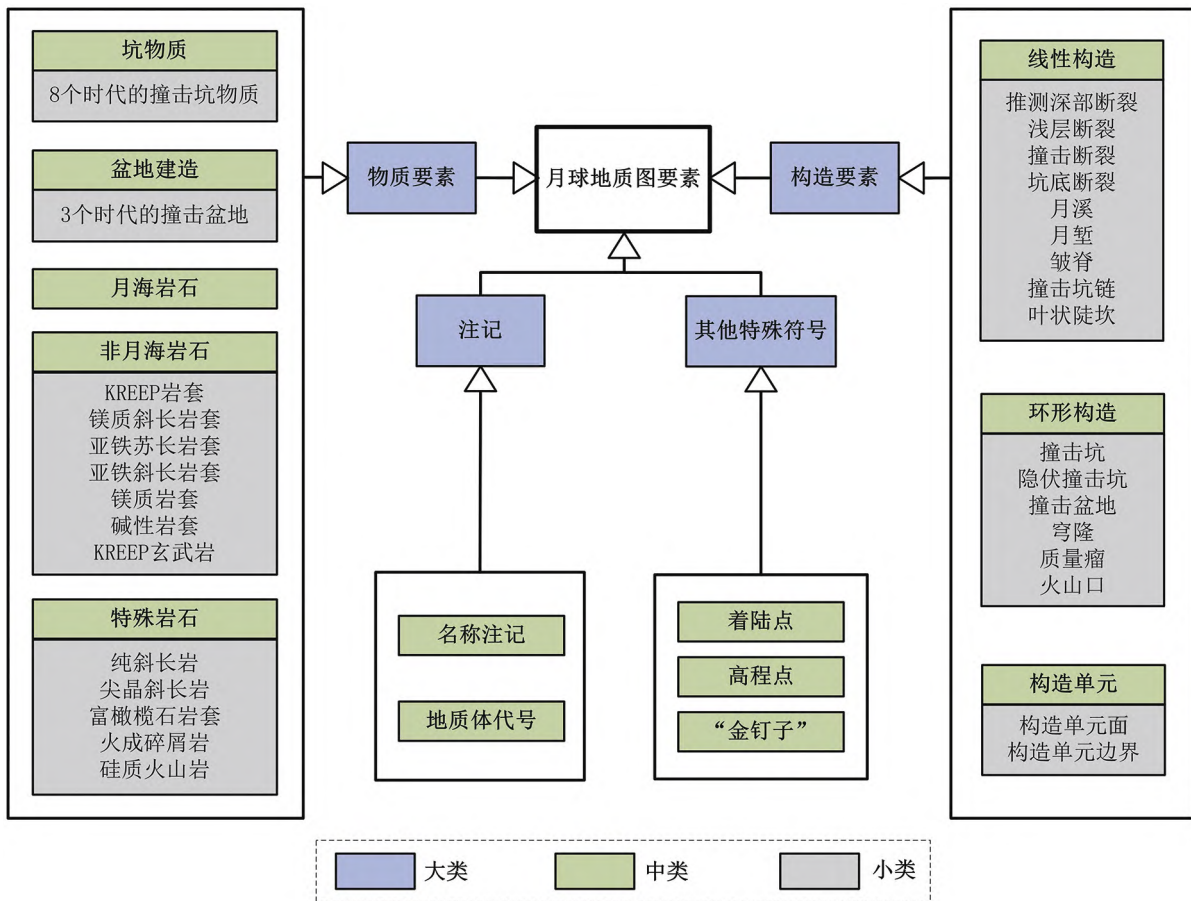 坑物质
8个时代的撞击坑物质
盆地建造
3个时代的撞击盆地
月海岩石
非月海岩石
KREEP岩套
镁质斜长岩套
亚铁苏长岩套
亚铁斜长岩套
镁质岩套
碱性岩套
KREEP玄武岩
特殊岩石
纯斜长岩
尖晶斜长岩
富橄榄石岩套
火成碎屑岩
硅质火山岩
物质要素
月球地质图要素
构造要素
注记
其他特殊符号
名称注记
地质体代号
着陆点
高程点
“金钉子”
线性构造
推测深部断裂
浅层断裂
撞击断裂
坑底断裂
月溪
月堑
皱脊
撞击坑链
叶状陡坎
环形构造
撞击坑
隐伏撞击坑
撞击盆地
穹隆
质量瘤
火山口
构造单元
构造单元面
构造单元边界
大类
中类
小类